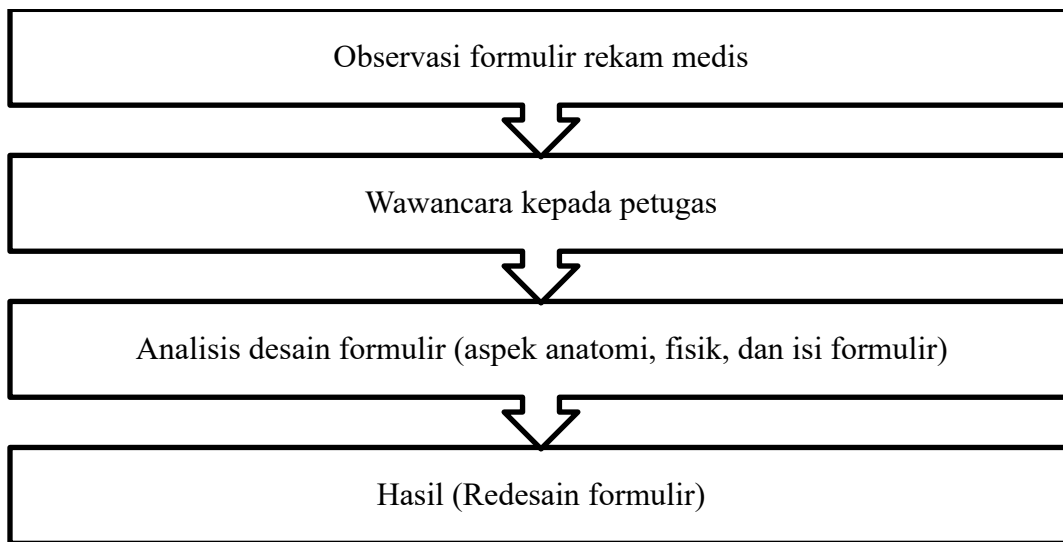 Observasi formulir rekam medis
Wawancara kepada petugas
Analisis desain formulir (aspek anatomi, fisik, dan isi formulir)
Hasil (Redesain formulir)